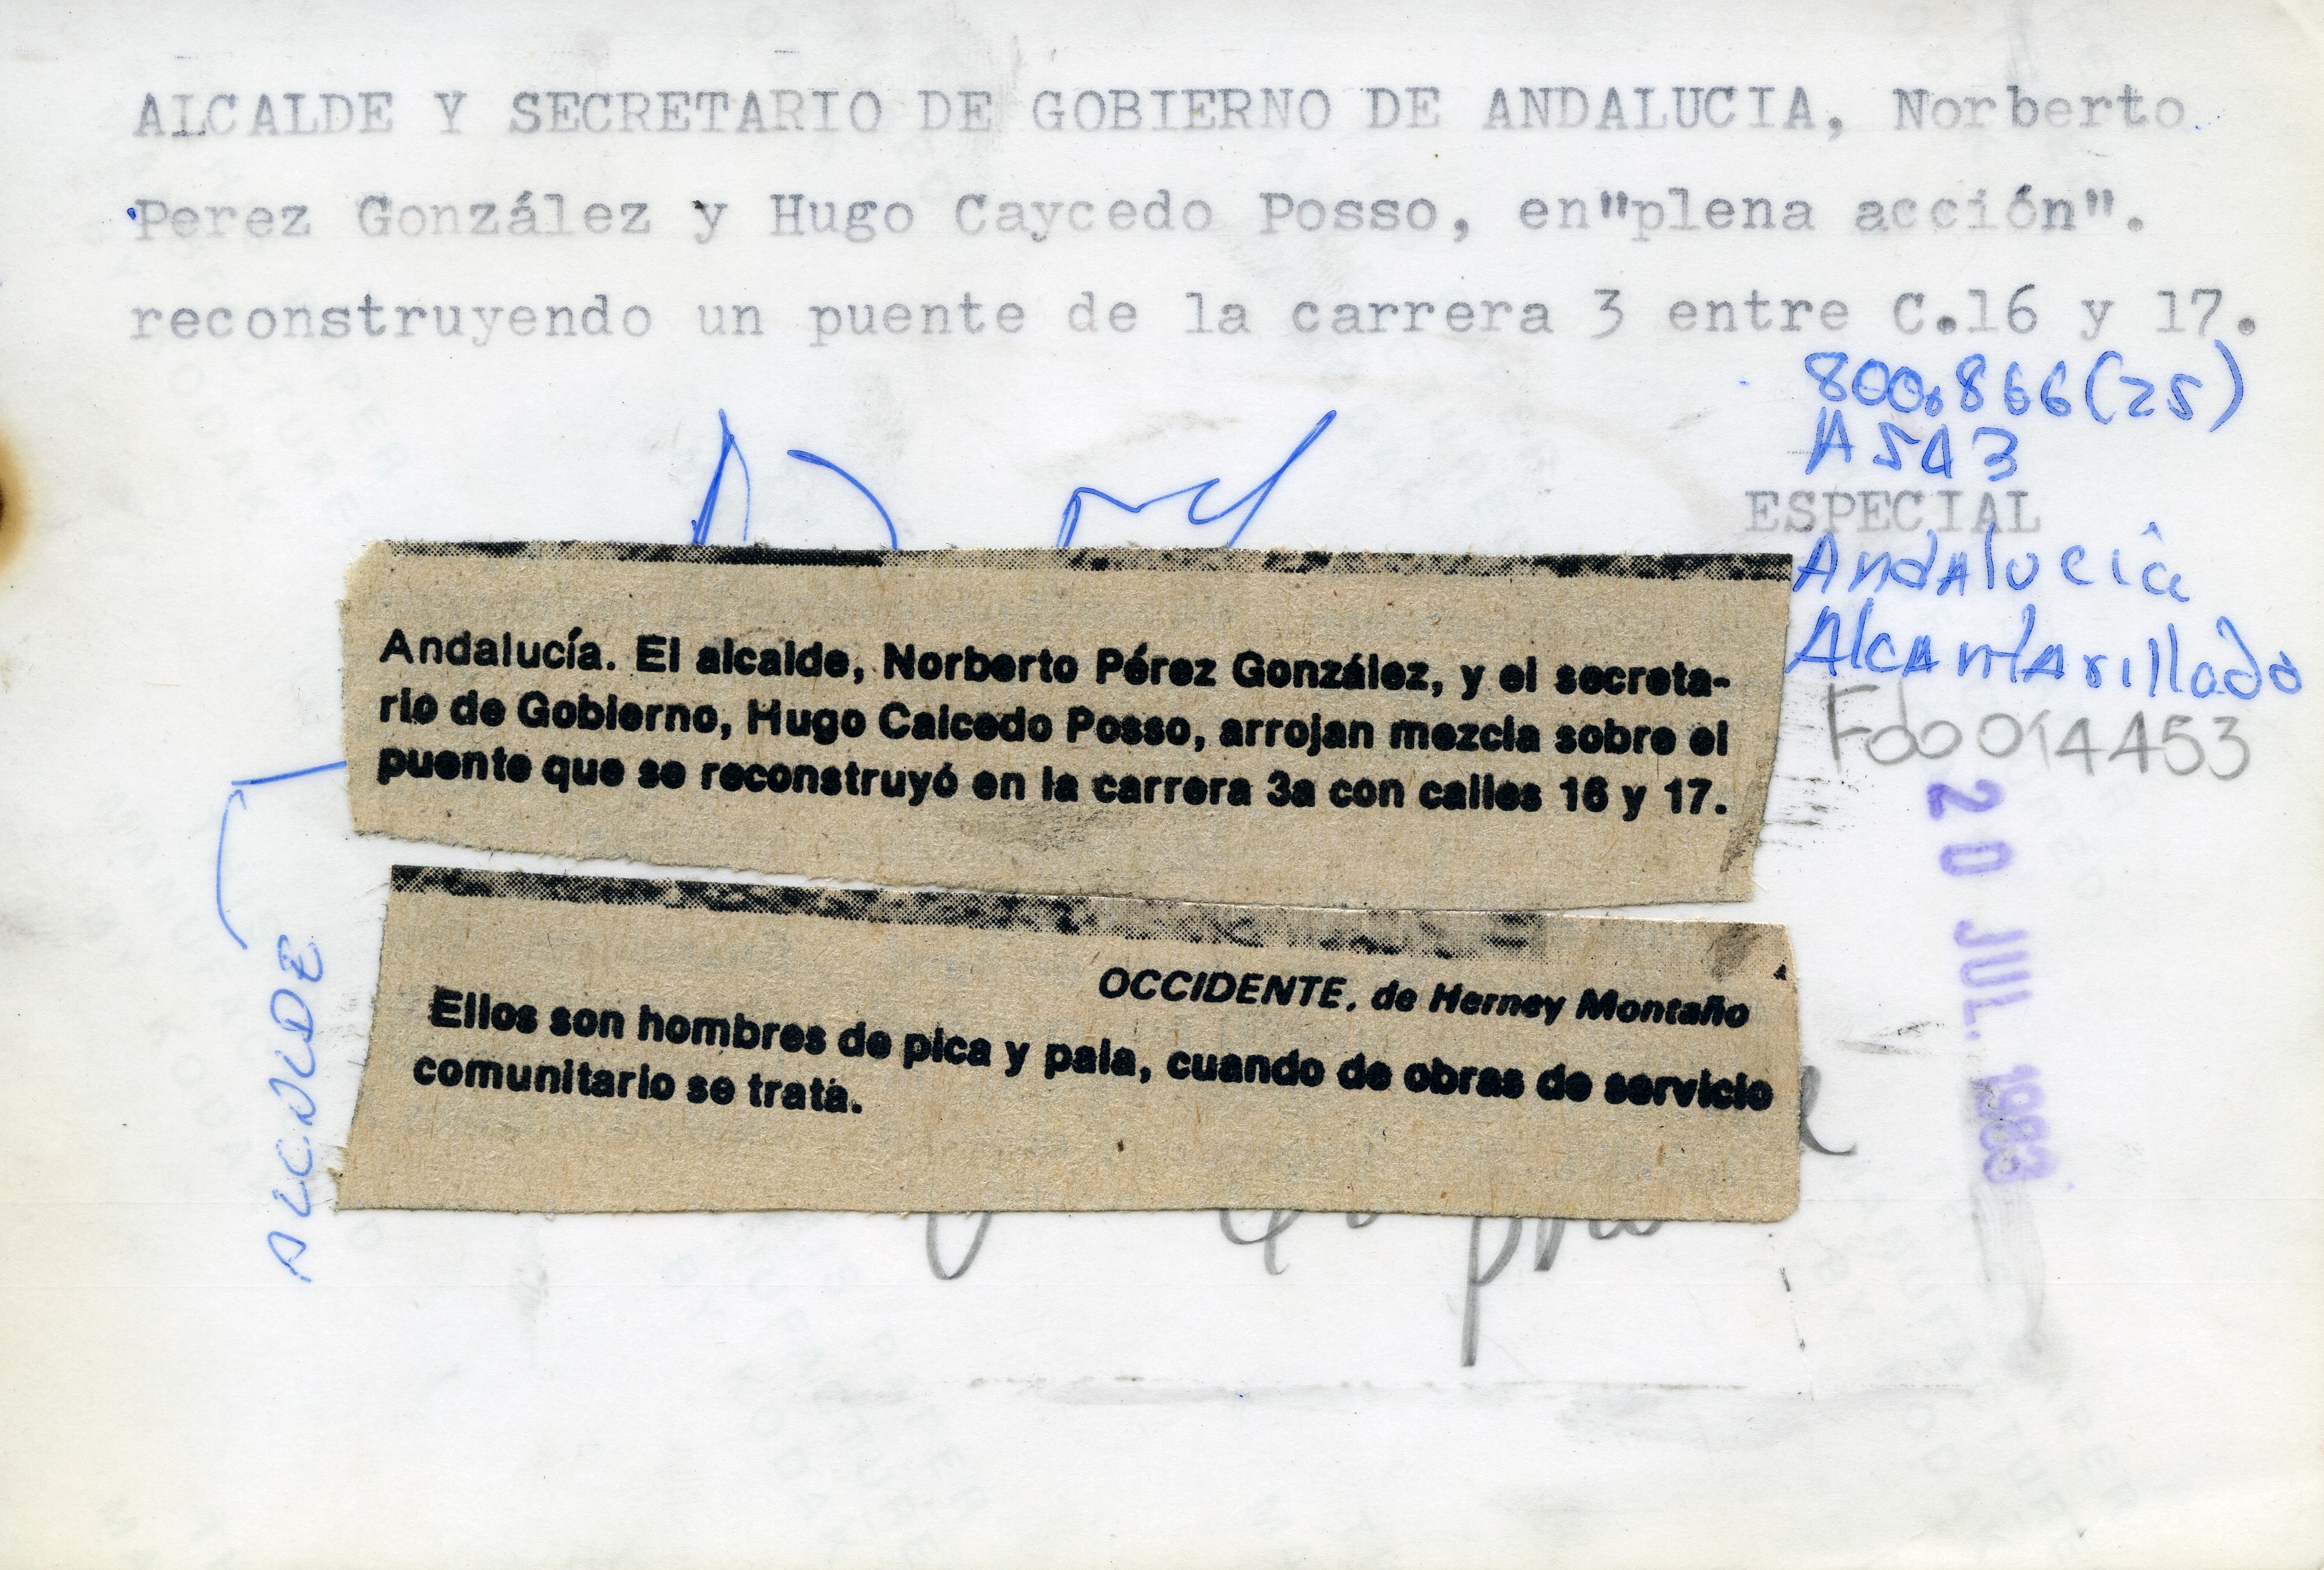 ALCALDE Y SECRETARIO DE GOBIERNO DE ANDALUCIA, Norberto
Perez González y Hugo Caycedo Posso, en"plena acción".
reconstruyendo un puente de la carrera 3 entre C.16 y 17.
800.866(25)
A543
ESPECIAL
Andalucía
Alcantarillado
Fdo014453
20 JUL. 1983
Andalucía. El alcalde, Norberto Pérez González, y el secreta-
rio de Gobierno, Hugo Caicedo Posso, arrojan mezcla sobre el
puente que se reconstruyó en la carrera 3a con calles 16 y 17.
OCCIDENTE, de Herney Montaño
Ellos son hombres de pica y pala, cuando de obras de servicio
comunitario se trata.
ALCALDE